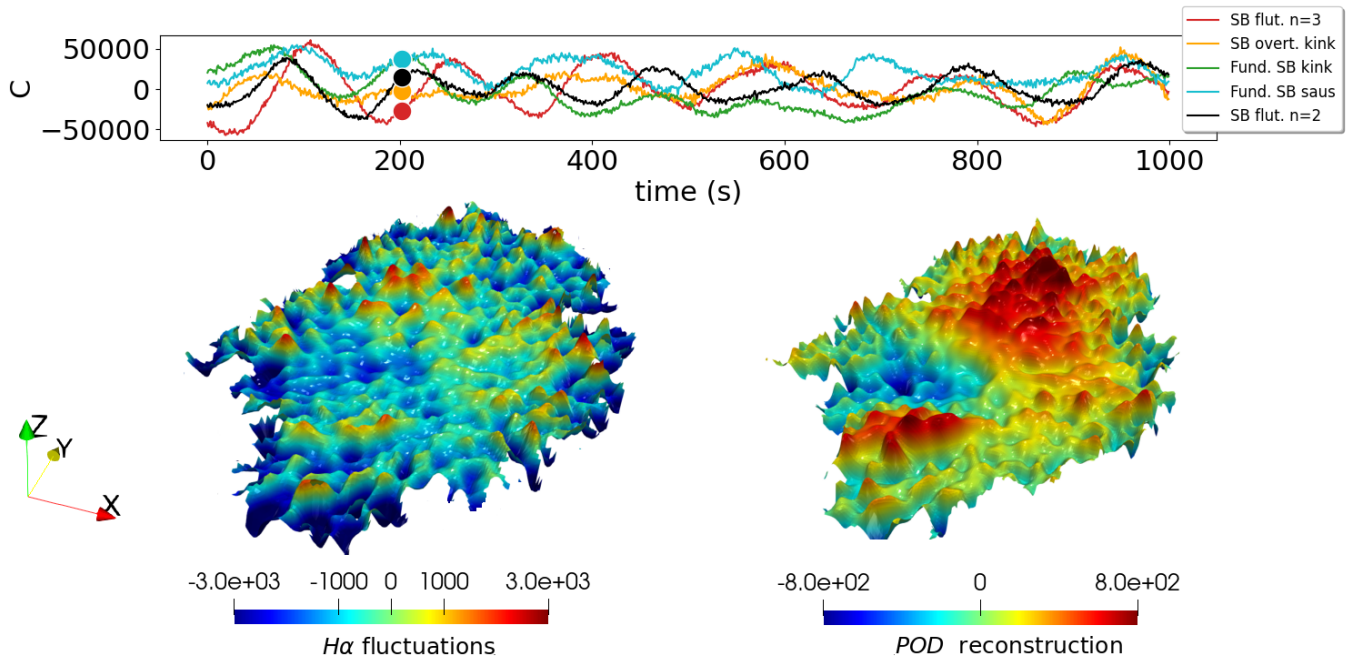 SB flut. n=3
SB overt. kink
Fund. SB kink
Fund. SB saus
SB flut. n=2
50000
0
−50000
C
0 200 400 600 800 1000
time (s)
Z
Y
X
-3.0e+03 -1000 0 1000 3.0e+03
Hα fluctuations
-8.0e+02 0 8.0e+02
POD reconstruction